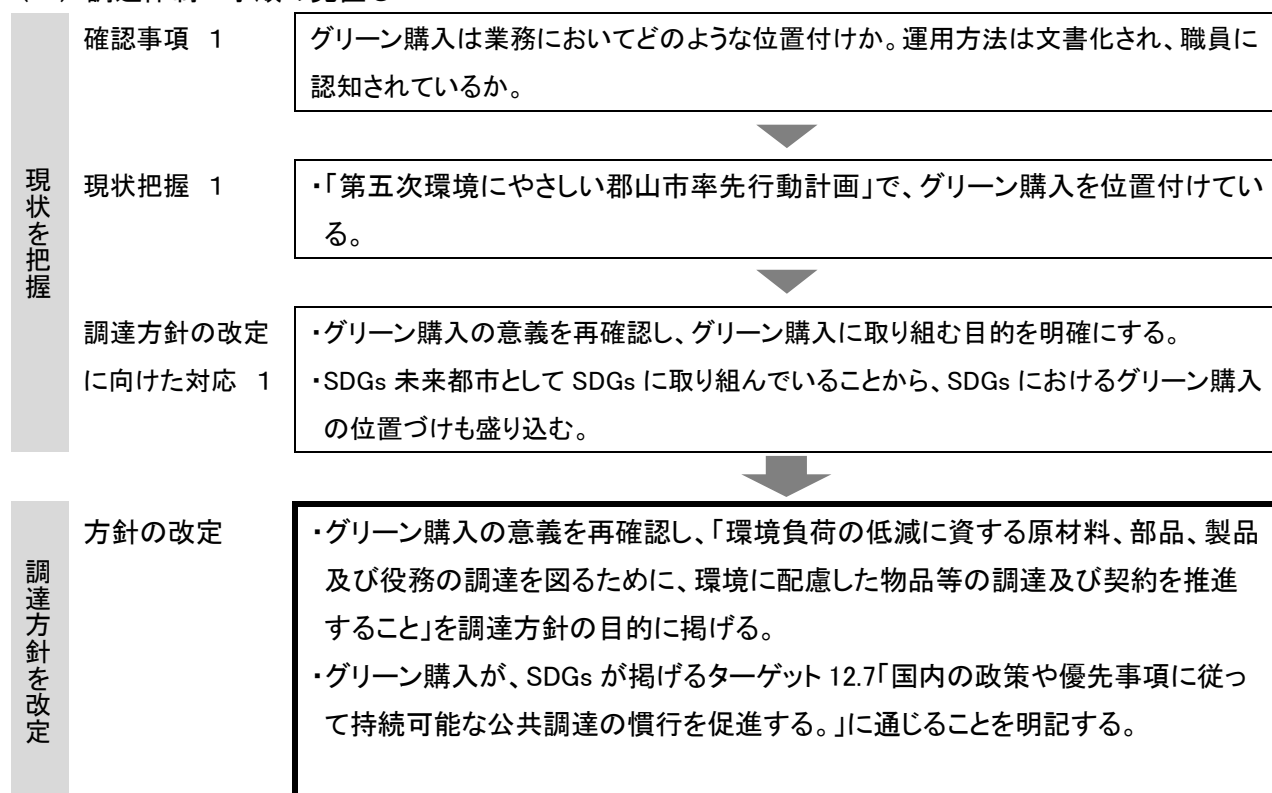 現状を把握
確認事項 1
グリーン購入は業務においてどのような位置付けか。運用方法は文書化され、職員に
認知されているか。
現状把握 1
・「第五次環境にやさしい郡山市率先行動計画」で、グリーン購入を位置付けてい
る。
調達方針の改定
に向けた対応 1
・グリーン購入の意義を再確認し、グリーン購入に取り組む目的を明確にする。
・SDGs 未来都市として SDGs に取り組んでいることから、SDGs におけるグリーン購入
の位置づけも盛り込む。
調達方針を改定
方針の改定
・グリーン購入の意義を再確認し、「環境負荷の低減に資する原材料、部品、製品
及び役務の調達を図るために、環境に配慮した物品等の調達及び契約を推進
すること」を調達方針の目的に掲げる。
・グリーン購入が、SDGs が掲げるターゲット 12.7「国内の政策や優先事項に従っ
て持続可能な公共調達の慣行を促進する。」に通じることを明記する。